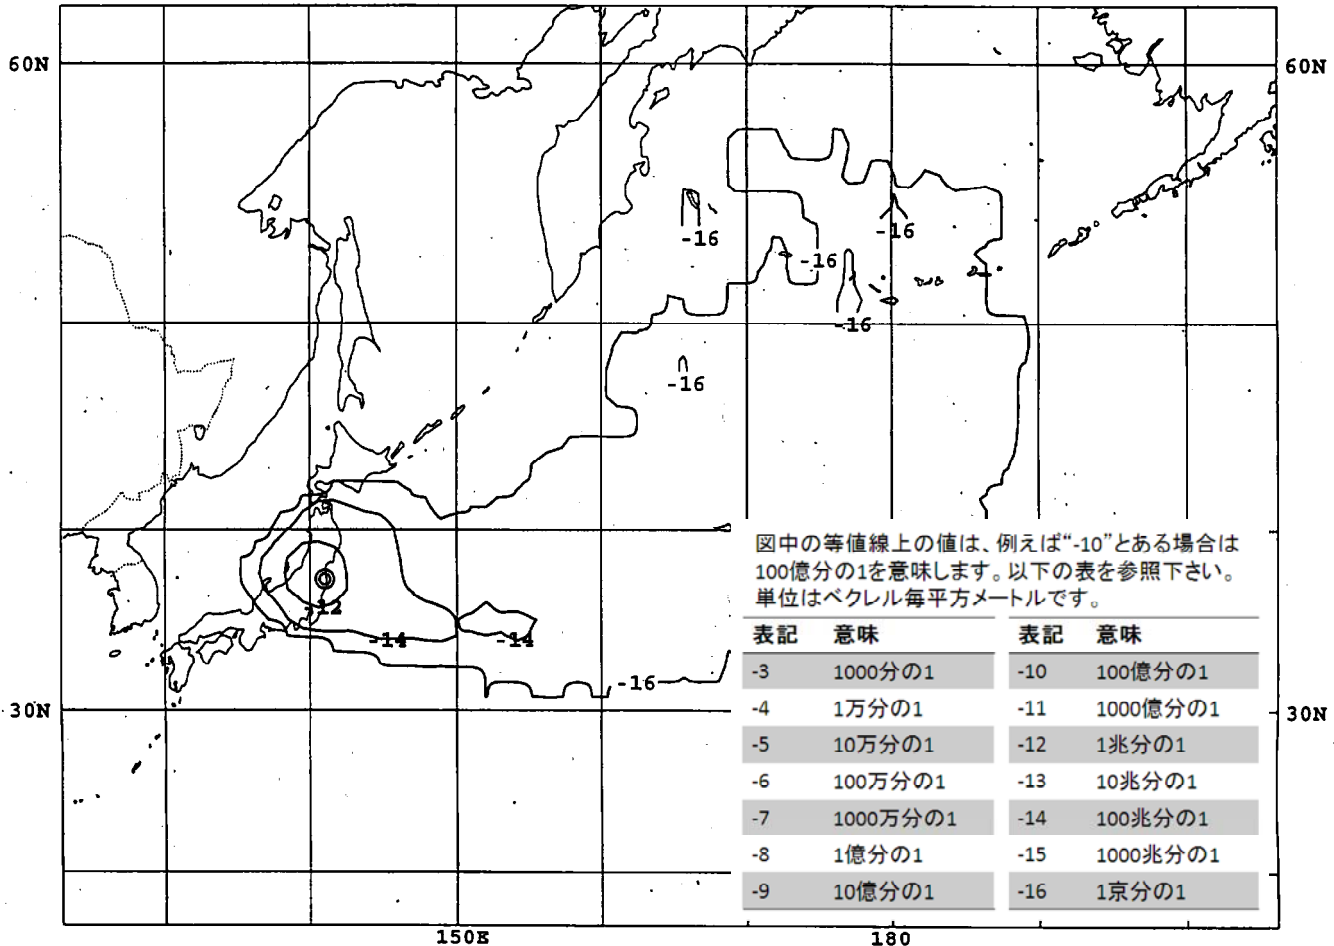 60N
60N
-16
-16
-16
-16
-16
図中の等値線上の値は、例えば“-10”とある場合は
100億分の1を意味します。以下の表を参照下さい。
単位はベクレル毎平方メートルです。
-12
-14
-14
-16
表記 意味 表記 意味
-3 1000分の1 -10 100億分の1
-4 1万分の1 -11 1000億分の1
-5 10万分の1 -12 1兆分の1
-6 100万分の1 -13 10兆分の1
-7 1000万分の1 -14 100兆分の1
-8 1億分の1 -15 1000兆分の1
-9 10億分の1 -16 1京分の1
30N
30N
150E
180